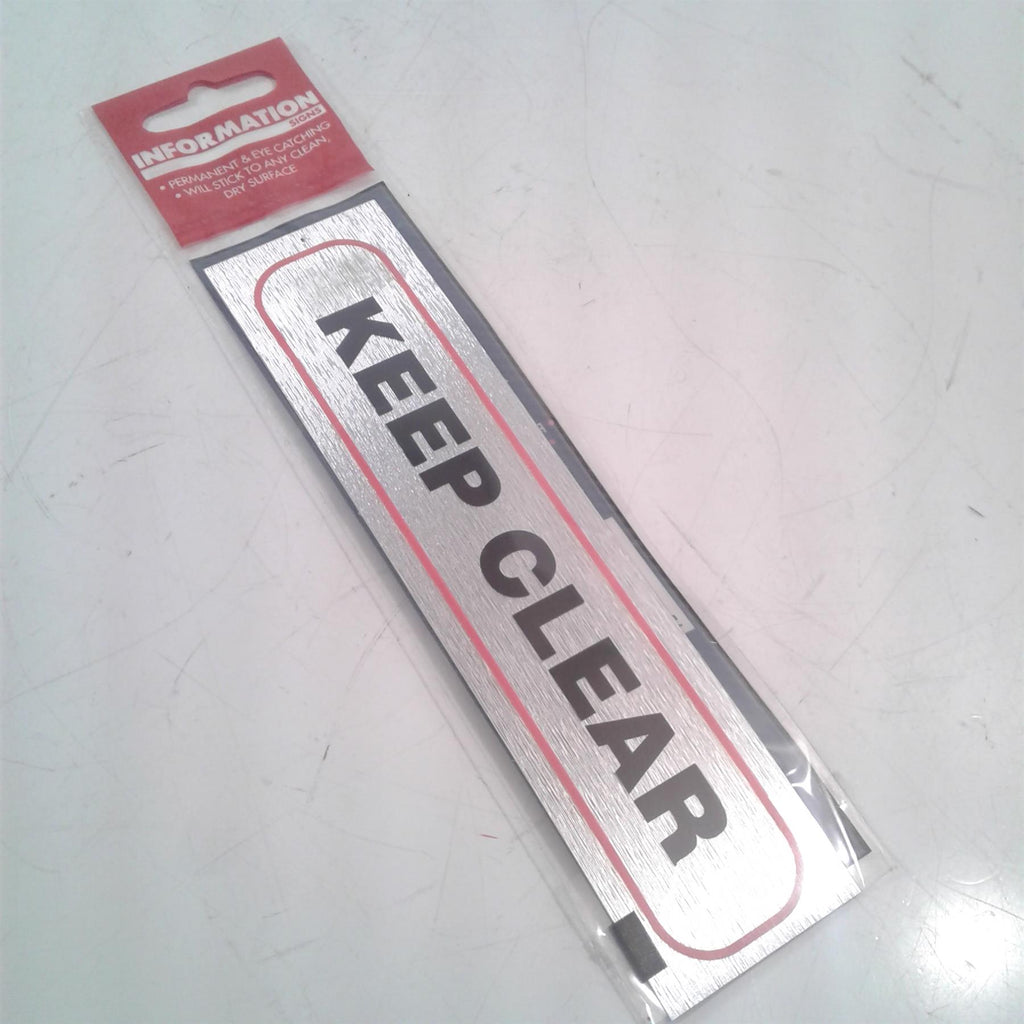 INFORMATION
SIGNS
• PERMANENT & EYE CATCHING
• WILL STICK TO ANY CLEAN,
DRY SURFACE
KEEP CLEAR